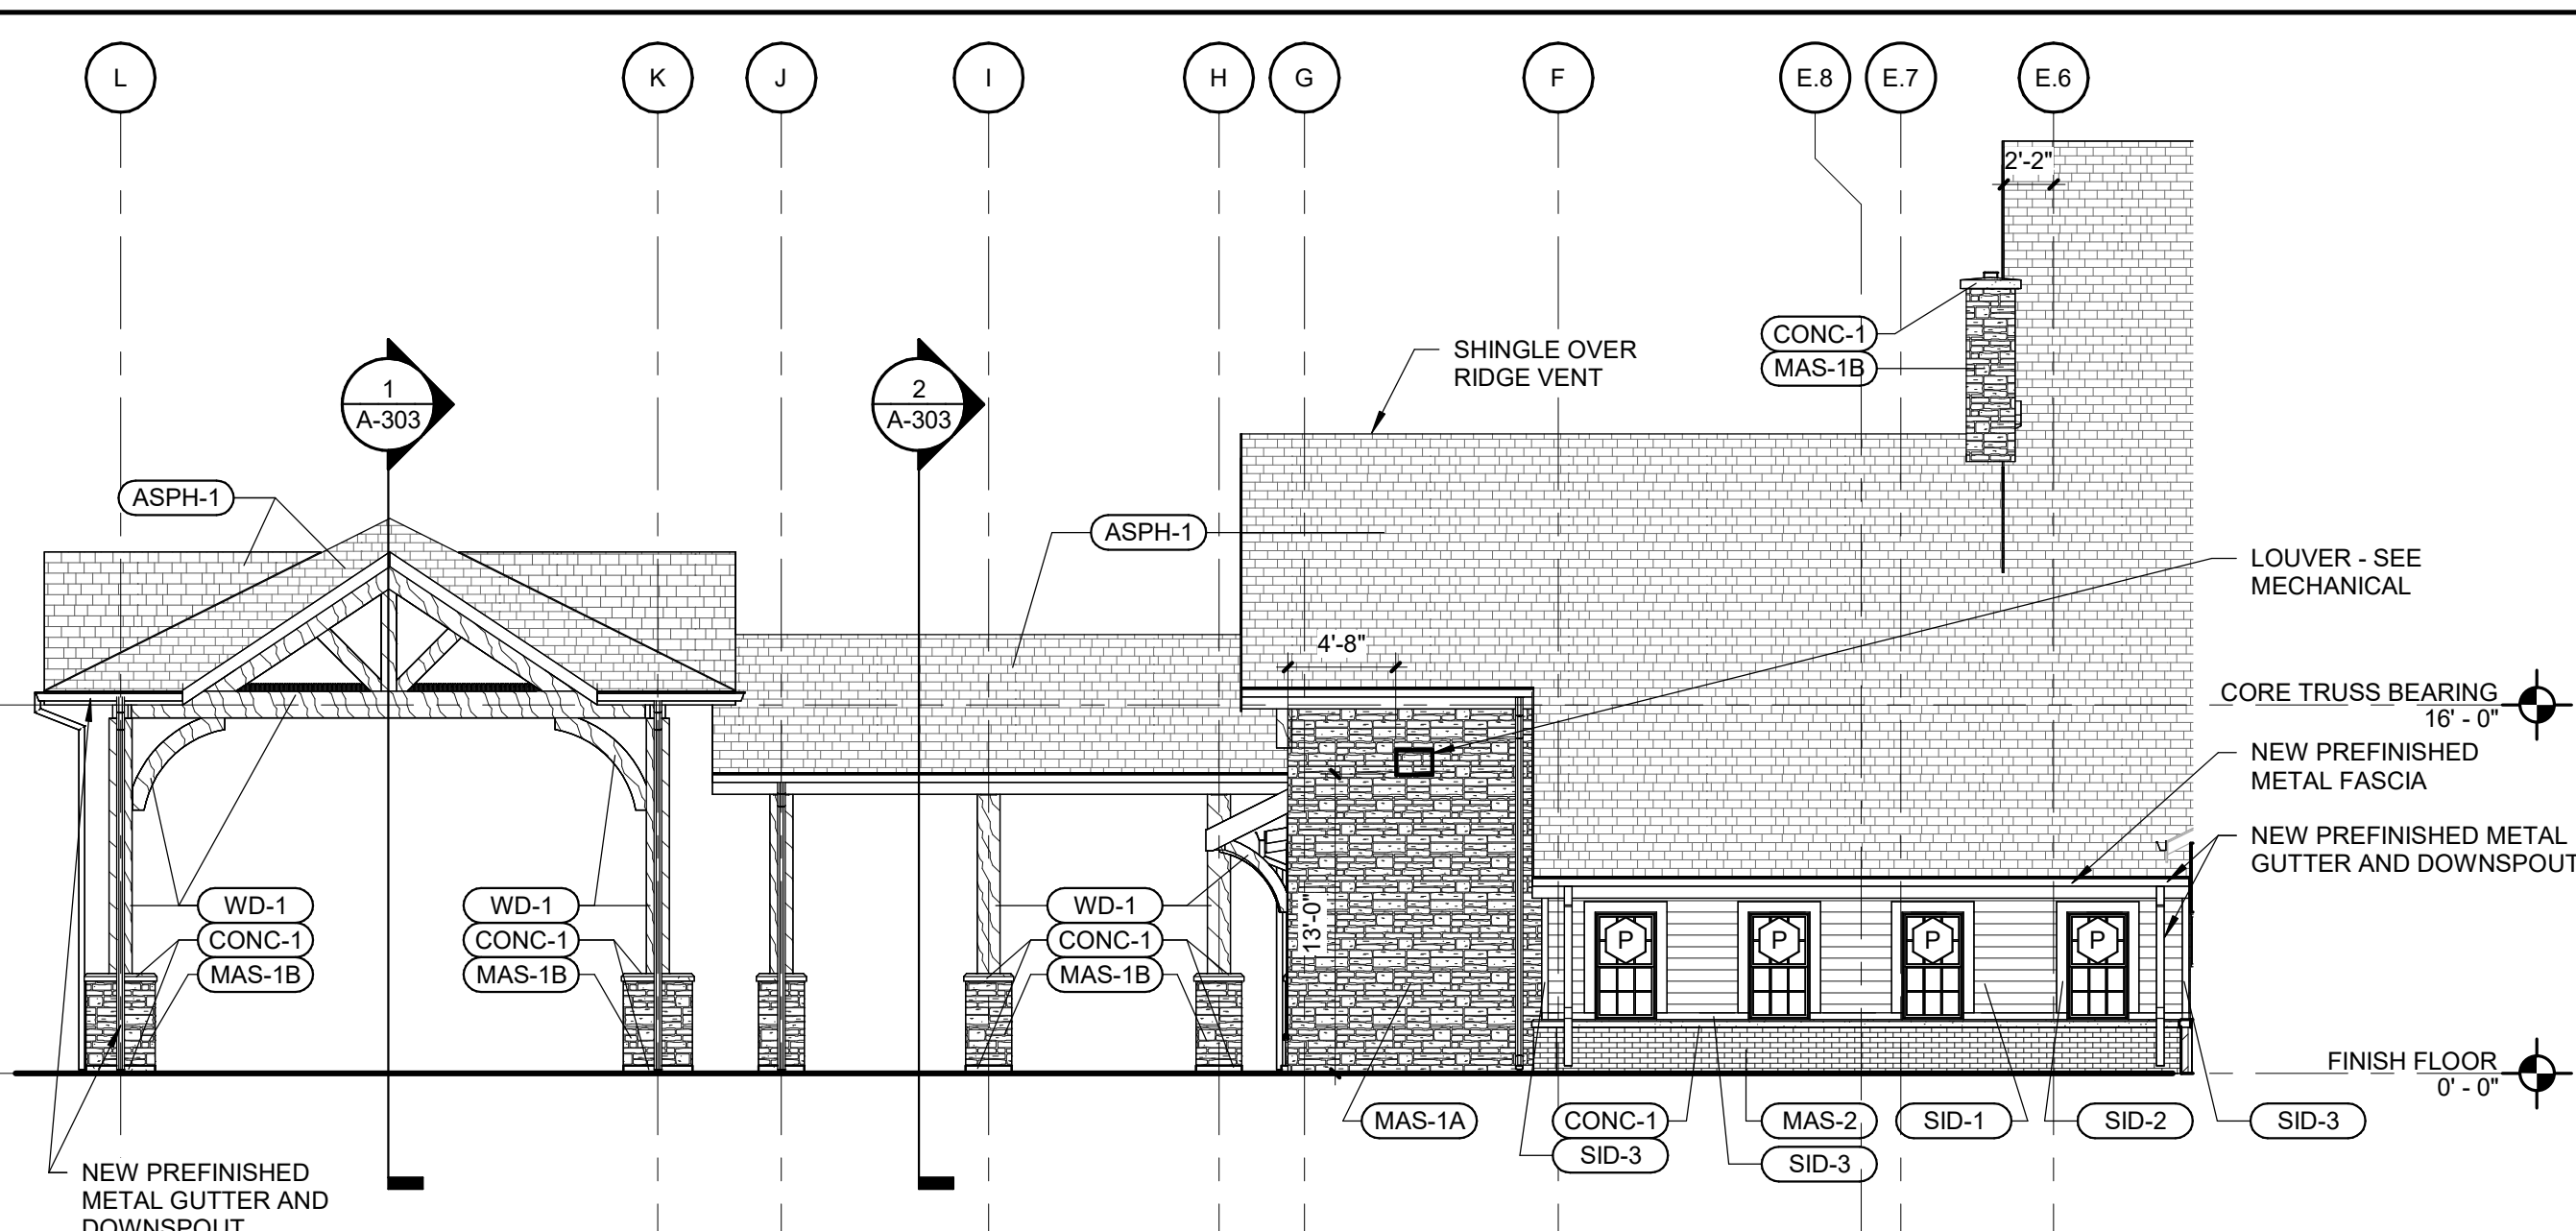 L
K
J
I
H
G
F
E.8
E.7
E.6
2'-2"
CONC-1
MAS-1B
SHINGLE OVER
RIDGE VENT
1
A-303
2
A-303
ASPH-1
ASPH-1
LOUVER - SEE
MECHANICAL
4'-8"
CORE TRUSS BEARING
16' - 0"
NEW PREFINISHED
METAL FASCIA
NEW PREFINISHED METAL
GUTTER AND DOWNSPOUT
WD-1
CONC-1
MAS-1B
WD-1
CONC-1
MAS-1B
WD-1
CONC-1
MAS-1B
13'-0"
P
P
P
P
FINISH FLOOR
0' - 0"
MAS-1A
CONC-1
SID-3
MAS-2
SID-3
SID-1
SID-2
SID-3
NEW PREFINISHED
METAL GUTTER AND
DOWNSPOUT